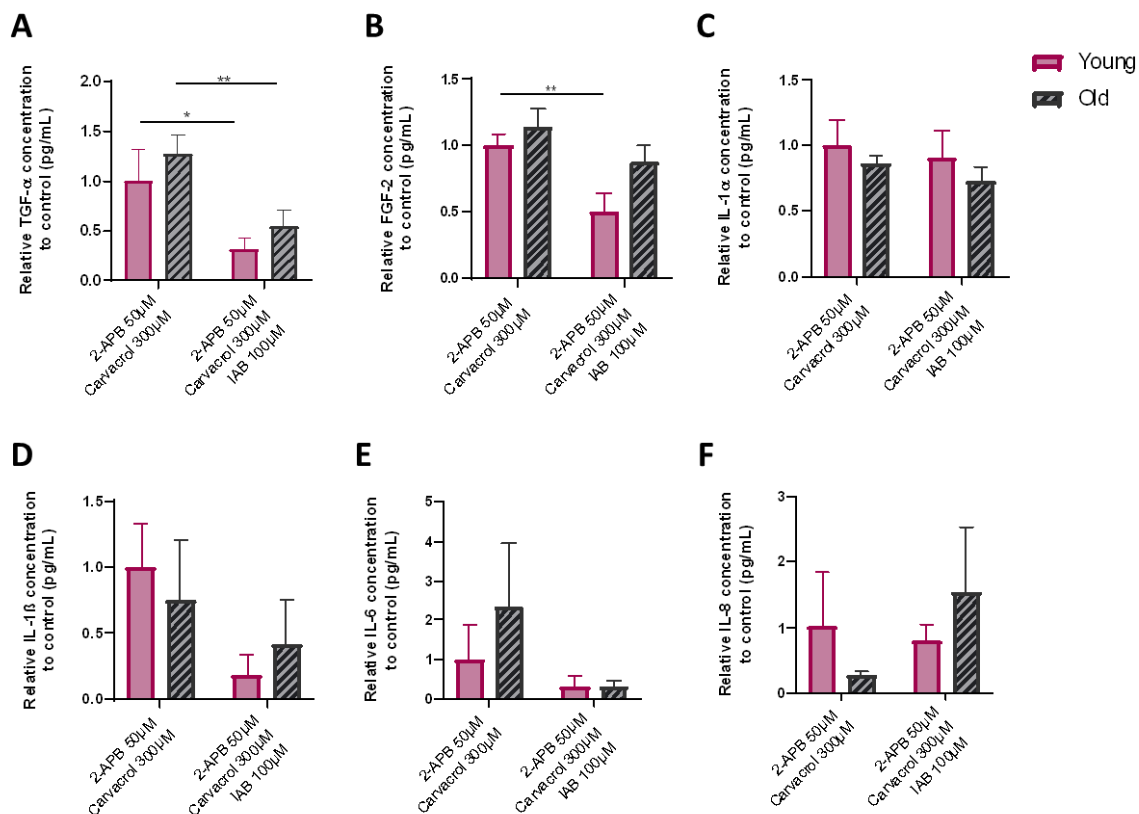 A
Relative TGF-α concentration
to control (pg/mL)
2.0
1.5
1.0
0.5
0.0
**
*
2-APB 50µM
Carvacrol 300µM
2-APB 50µM
Carvacrol 300µM
IAB 100µM
B
Relative FGF-2 concentration
to control (pg/mL)
1.5
1.0
0.5
0.0
**
2-APB 50µM
Carvacrol 300µM
2-APB 50µM
Carvacrol 300µM
IAB 100µM
C
Relative IL-1α concentration
to control (pg/mL)
1.5
1.0
0.5
0.0
2-APB 50µM
Carvacrol 300µM
2-APB 50µM
Carvacrol 300µM
IAB 100µM
Young
Old
D
Relative IL-1ß concentration
to control (pg/mL)
1.5
1.0
0.5
0.0
2-APB 50µM
Carvacrol 300µM
2-APB 50µM
Carvacrol 300µM
IAB 100µM
E
Relative IL-6 concentration
to control (pg/mL)
5
4
3
2
1
0
2-APB 50µM
Carvacrol 300µM
2-APB 50µM
Carvacrol 300µM
IAB 100µM
F
Relative IL-8 concentration
to control (pg/mL)
3
2
1
0
2-APB 50µM
Carvacrol 300µM
2-APB 50µM
Carvacrol 300µM
IAB 100µM